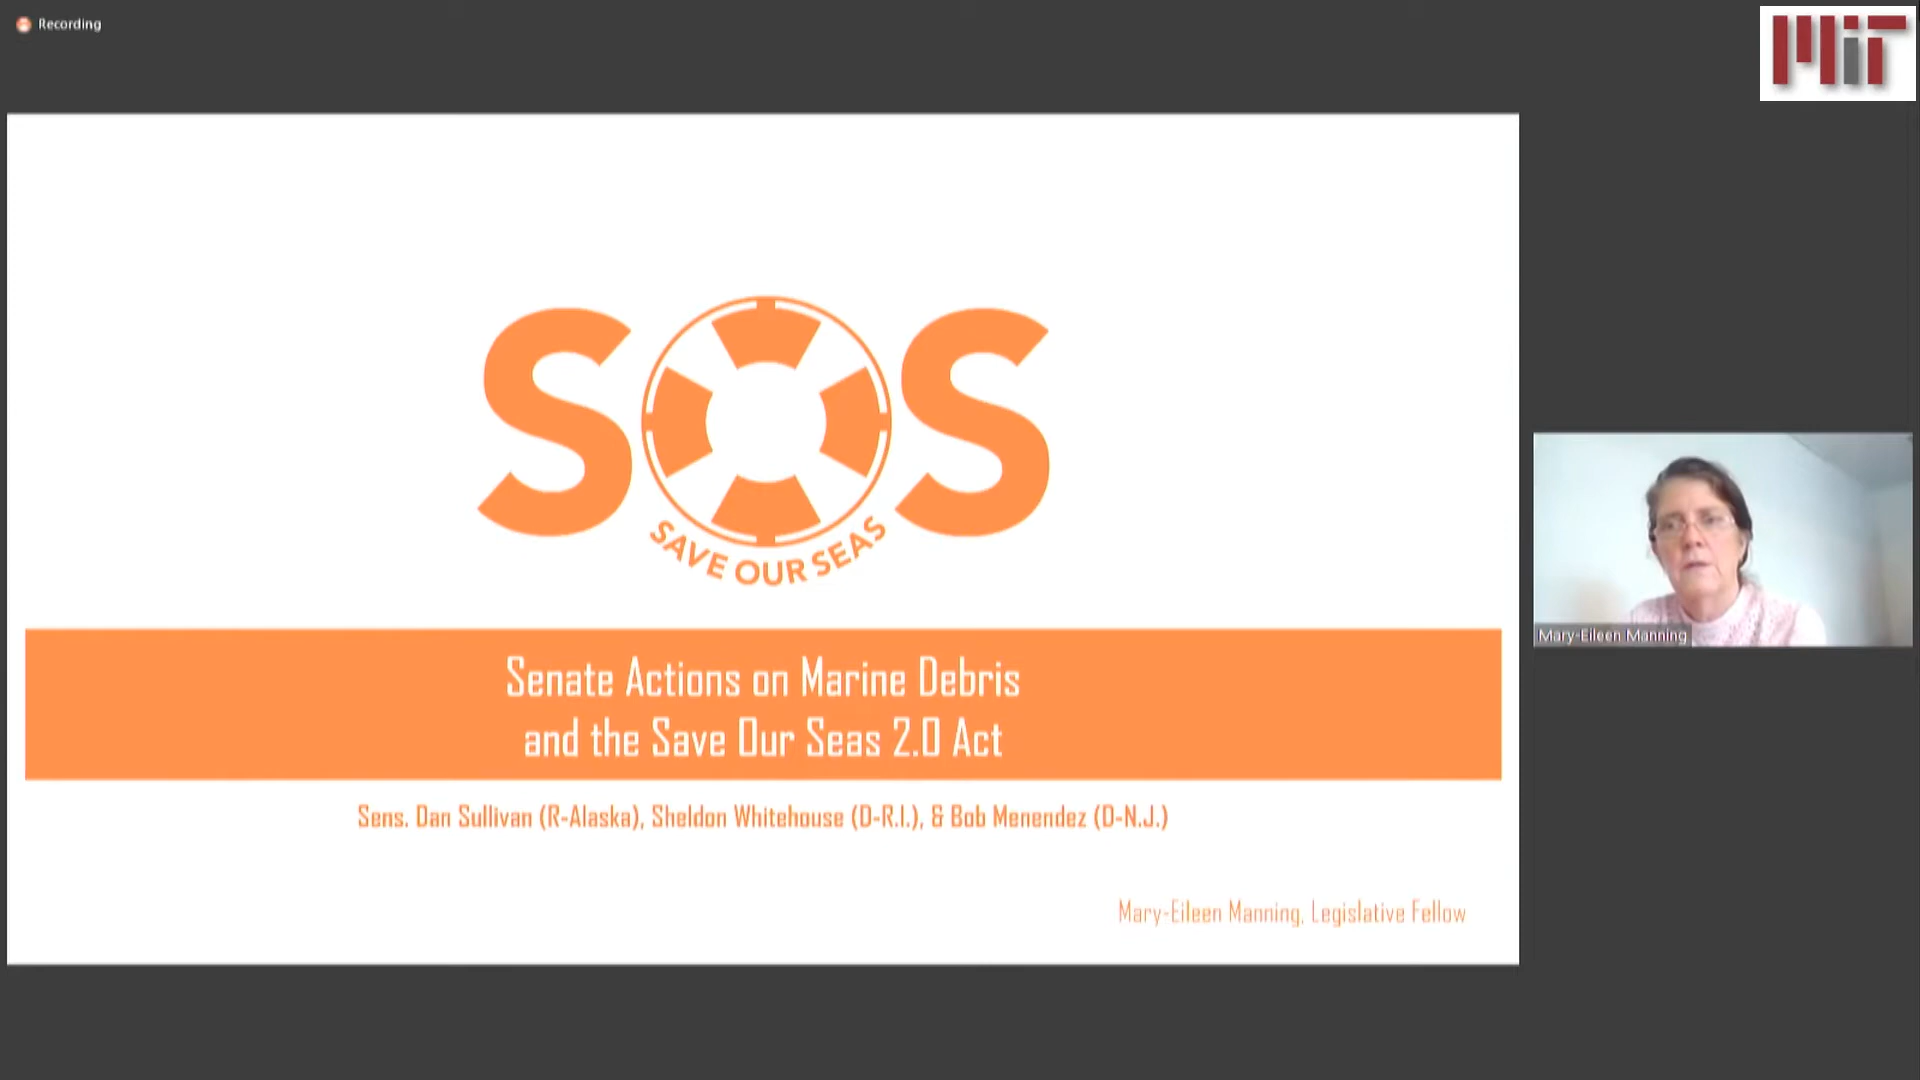 Recording
MIT
SOS
SAVE OUR SEAS
Senate Actions on Marine Debris
and the Save Our Seas 2.0 Act
Sens. Dan Sullivan (R-Alaska), Sheldon Whitehouse (D-R.I.), & Bob Menendez (D-N.J.)
Mary-Eileen Manning, Legislative Fellow
Mary-Eileen Manning